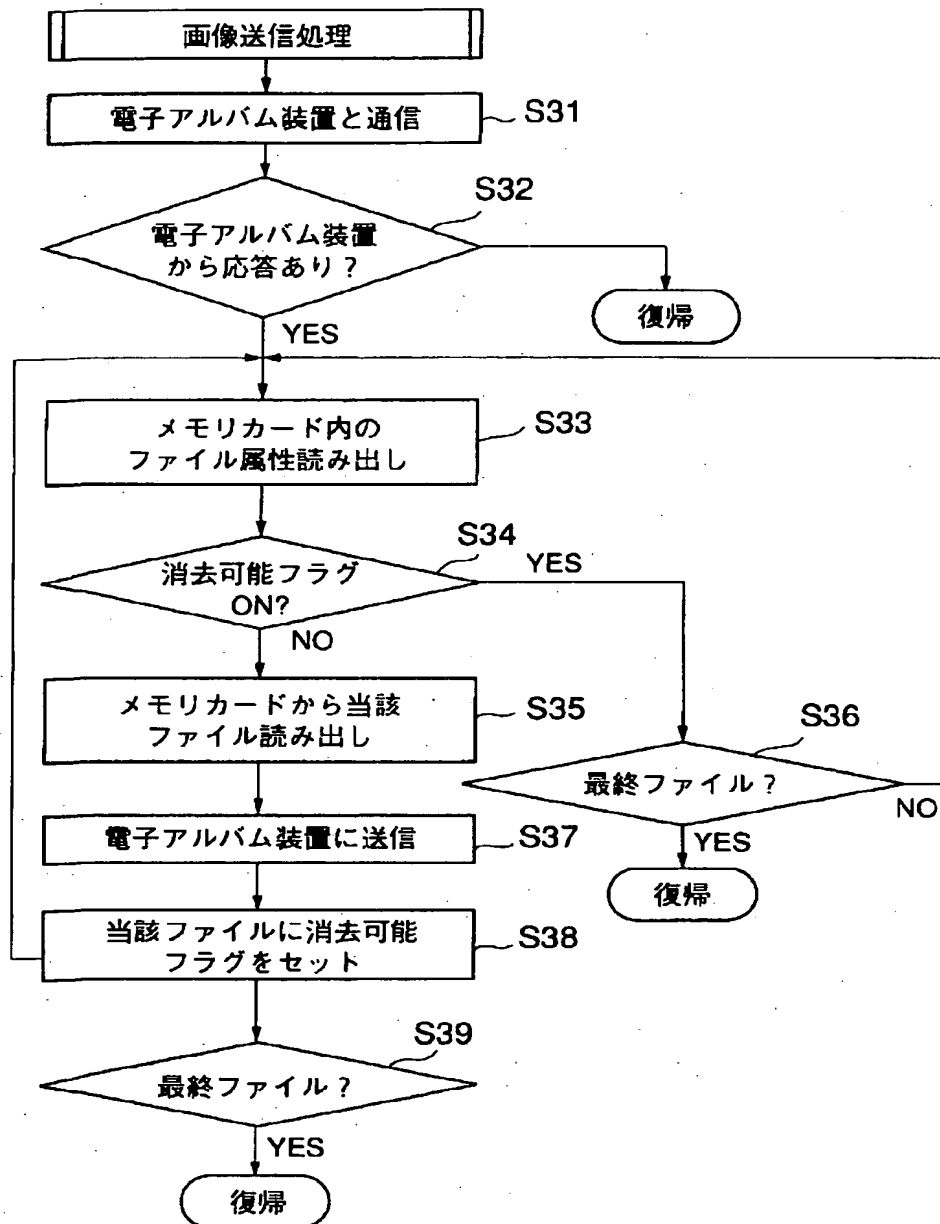 画像送信処理
電子アルバム装置と通信
S31
S32
電子アルバム装置
から応答あり？
復帰
YES
メモリカード内の
ファイル属性読み出し
S33
S34
消去可能フラグ
ON?
YES
NO
メモリカードから当該
ファイル読み出し
S35
S36
最終ファイル？
NO
YES
復帰
電子アルバム装置に送信
S37
当該ファイルに消去可能
フラグをセット
S38
S39
最終ファイル？
YES
復帰